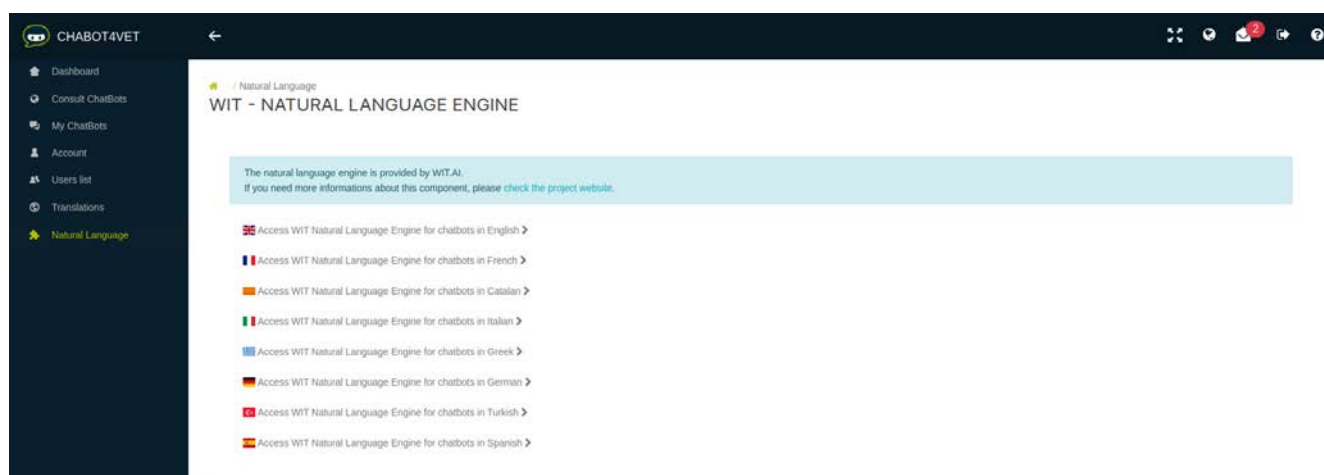 CHABOT4VET
2
Dashboard
Consult ChatBots
My ChatBots
Account
Users list
Translations
Natural Language
/ Natural Language
WIT - NATURAL LANGUAGE ENGINE
The natural language engine is provided by WIT.AI.
If you need more informations about this component, please check the project website.
Access WIT Natural Language Engine for chatbots in English
Access WIT Natural Language Engine for chatbots in French
Access WIT Natural Language Engine for chatbots in Catalan
Access WIT Natural Language Engine for chatbots in Italian
Access WIT Natural Language Engine for chatbots in Greek
Access WIT Natural Language Engine for chatbots in German
Access WIT Natural Language Engine for chatbots in Turkish
Access WIT Natural Language Engine for chatbots in Spanish